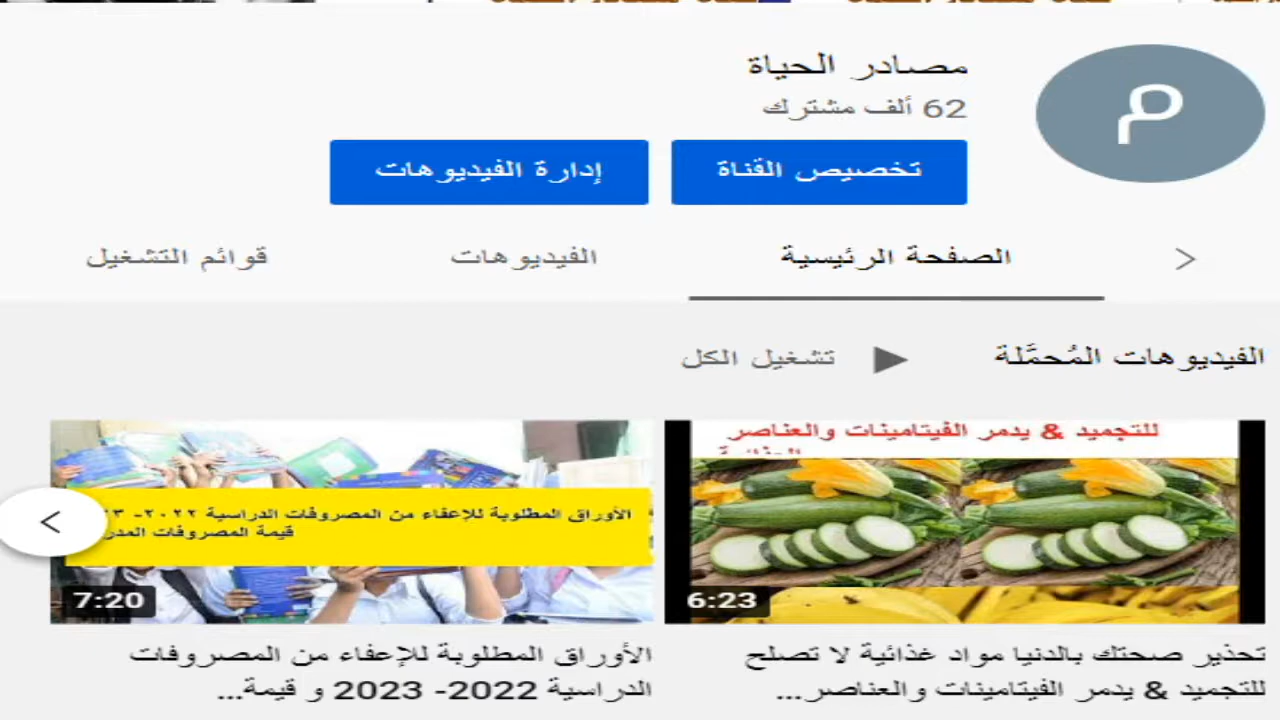 مصادر الحياة
م
62 ألف مشترك
تخصيص القناة
إدارة الفيديوهات
الصفحة الرئيسية
الفيديوهات
قوائم التشغيل
الفيديوهات المُحمَّلة
تشغيل الكل
للتجميد & يدمر الفيتامينات والعناصر
6:23
الأوراق المطلوبة للإعفاء من المصروفات الدراسية ٢٠٢٢-
قيمة المصروفات
7:20
تحذير صحتك بالدنيا مواد غذائية لا تصلح
للتجميد & يدمر الفيتامينات والعناصر...
الأوراق المطلوبة للإعفاء من المصروفات
الدراسية 2022- 2023 و قيمة...